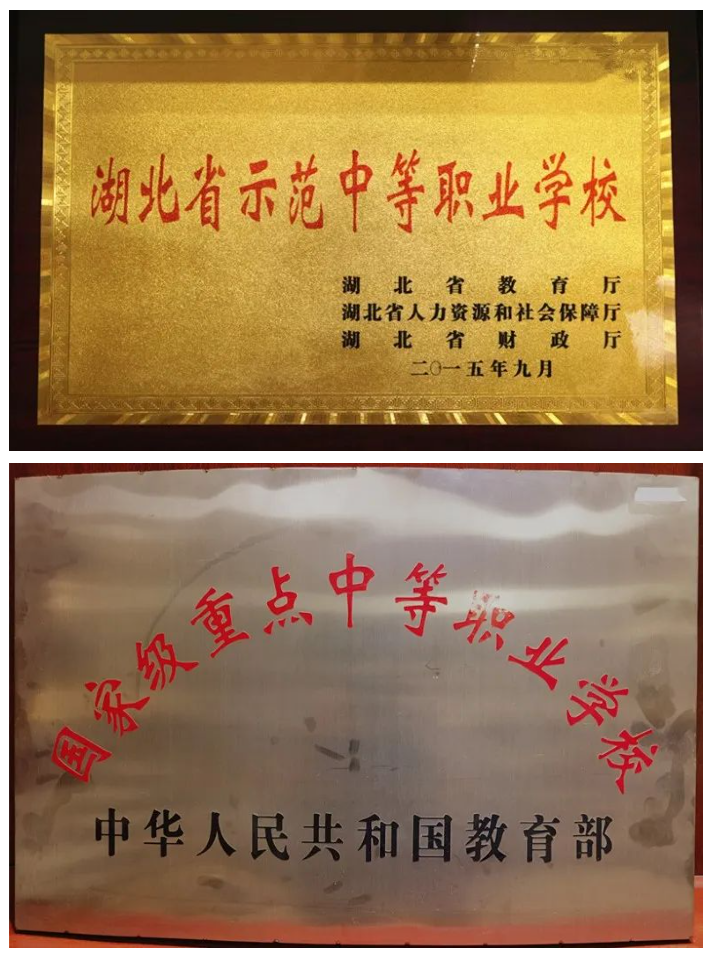 湖北省示范中等职业学校
湖北省教育厅
湖北省人力资源和社会保障厅
湖北省财政厅
二〇一五年九月
国家级重点中等职业学校
中华人民共和国教育部